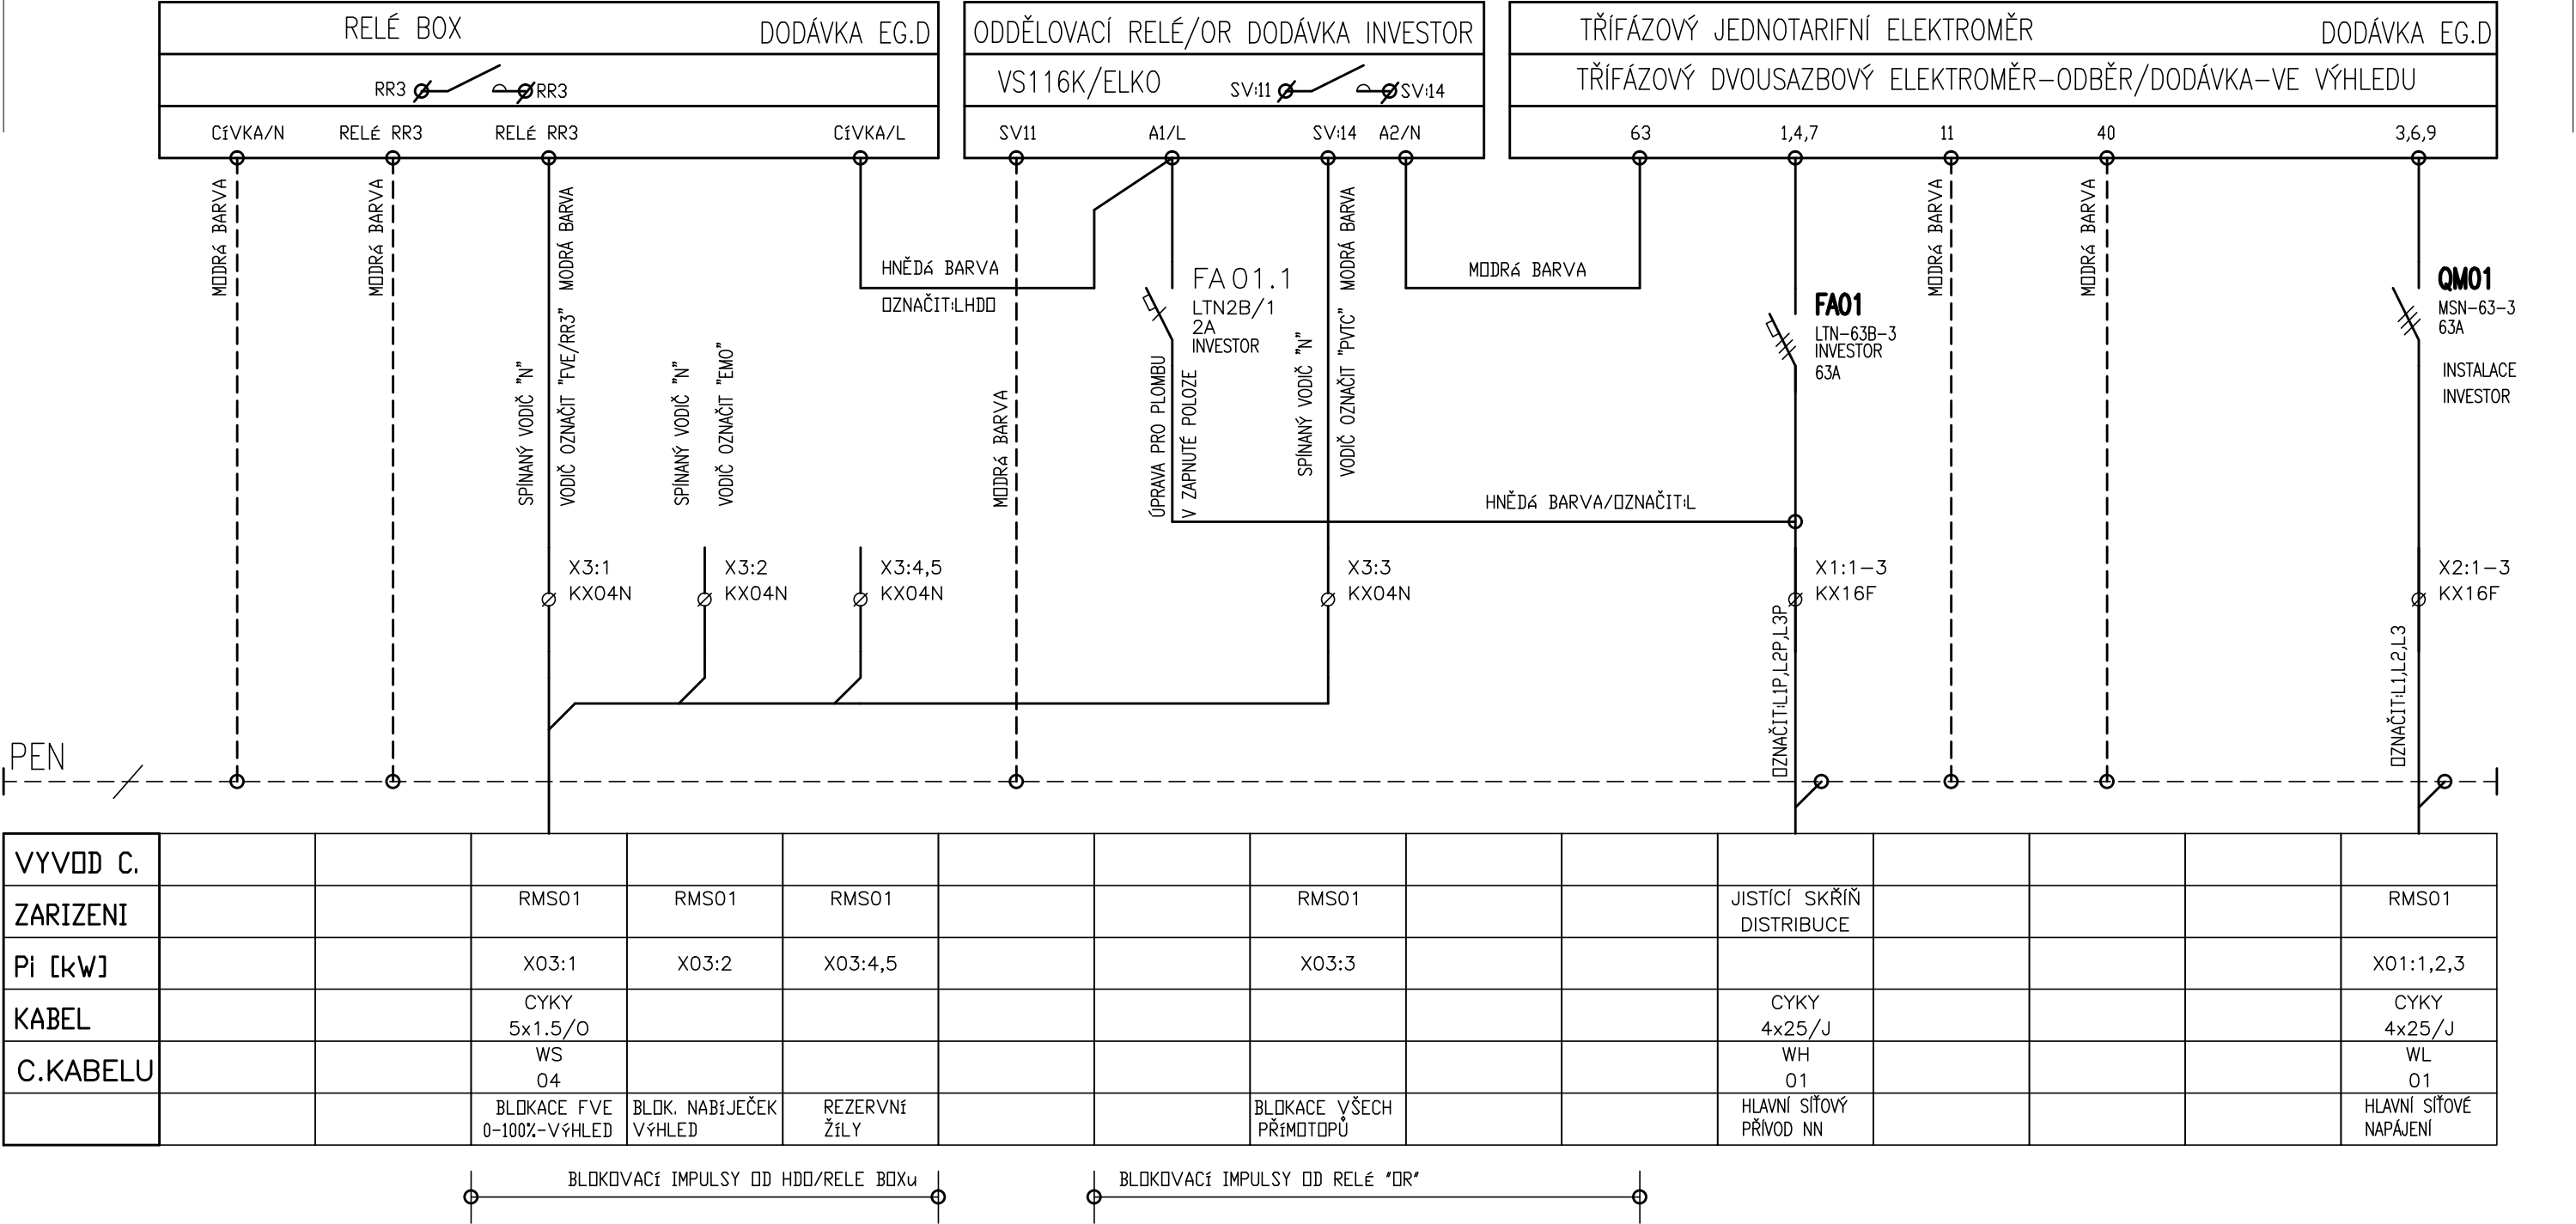 RELÉ BOX DODÁVKA EG.D
RR3 RR3
CíVKA/N RELé RR3 RELé RR3 CíVKA/L
ODDĚLOVACÍ RELÉ/OR DODÁVKA INVESTOR
VS116K/ELKO SV:11 SV:14
SV11 A1/L SV:14 A2/N
TŘÍFÁZOVÝ JEDNOTARIFNÍ ELEKTROMĚR DODÁVKA EG.D
TŘÍFÁZOVÝ DVOUSAZBOVÝ ELEKTROMĚR-ODBĚR/DODÁVKA-VE VÝHLEDU
63 1,4,7 11 40 3,6,9
MODRá BARVA
MODRá BARVA
SPÍNANÝ VODIČ "N"
VODIČ OZNAČIT "FVE/RR3" MODRÁ BARVA
SPÍNANÝ VODIČ "N"
VODIČ OZNAČIT "EMO"
HNĚDá BARVA
OZNAČIT:LHDO
MODRá BARVA
FA01.1
LTN2B/1
2A
INVESTOR
ÚPRAVA PRO PLOMBU
V ZAPNUTÉ POLOZE
SPÍNANÝ VODIČ "N"
VODIČ OZNAČIT "PVTC" MODRÁ BARVA
MODRá BARVA
HNĚDá BARVA/OZNAČIT:L
FA01
LTN-63B-3
INVESTOR
63A
MODRá BARVA
MODRá BARVA
QM01
MSN-63-3
63A
INSTALACE
INVESTOR
X3:1
KX04N
X3:2
KX04N
X3:4,5
KX04N
X3:3
KX04N
X1:1-3
KX16F
X2:1-3
KX16F
OZNAČIT:L1P,L2P,L3P
OZNAČIT:L1,L2,L3
PEN
VYVOD C.
ZARIZENI RMS01 RMS01 RMS01 RMS01 JISTÍCÍ SKŘÍŇ RMS01
DISTRIBUCE
Pi [kW] X03:1 X03:2 X03:4,5 X03:3 X01:1,2,3
KABEL CYKY CYKY CYKY
5x1.5/O 4x25/J 4x25/J
C.KABELU WS WH WL
04 01 01
BLOKACE FVE BLOK. NABíJEČEK REZERVNí BLOKACE VŠECH HLAVNÍ SÍŤOVÝ HLAVNÍ SÍŤOVÉ
0-100%-VýHLED VýHLED ŽíLY PŘíMOTOPŮ PŘÍVOD NN NAPÁJENÍ
BLOKOVACí IMPULSY OD HDO/RELE BOXu BLOKOVACí IMPULSY OD RELé "OR"